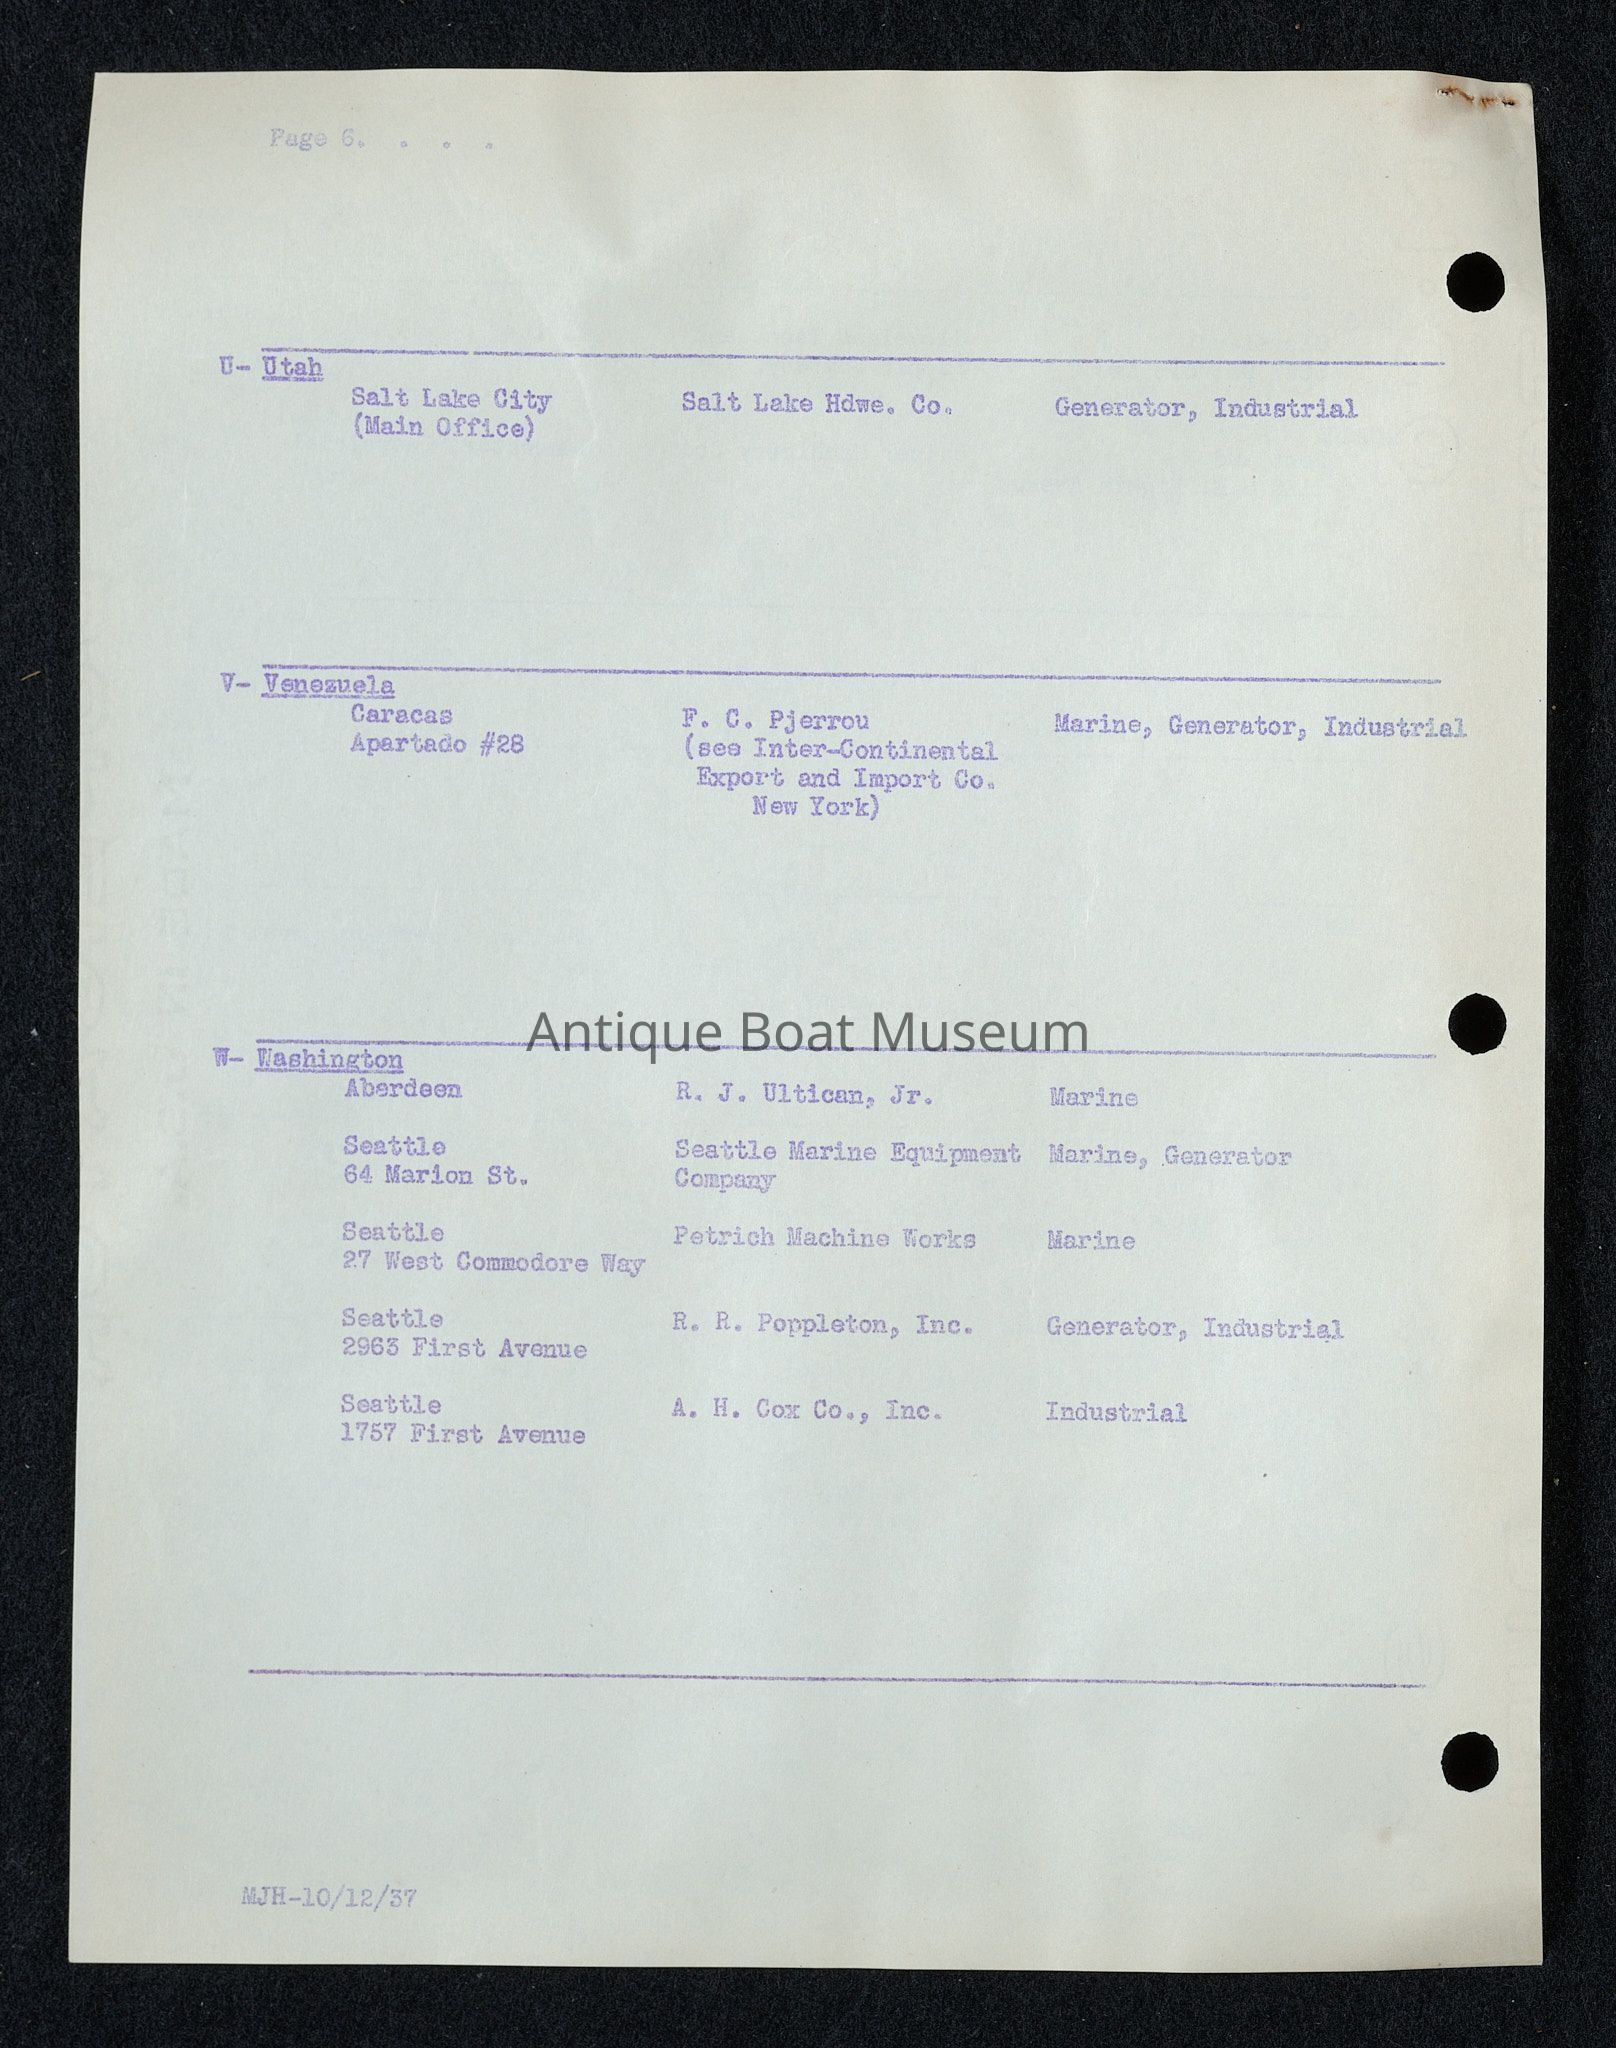 Page 6. . . .
U- Utah
Salt Lake City Salt Lake Hdwe. Co. Generator, Industrial
(Main Office)
V- Venezuela
Caracas F. C. Pjerrou Marine, Generator, Industrial
Apartado #28 (see Inter-Continental
Export and Import Co.
New York)
Antique Boat Museum
W- Washington
Aberdeen R. J. Ultican, Jr. Marine
Seattle Seattle Marine Equipment Marine, Generator
64 Marion St. Company
Seattle Petrich Machine Works Marine
27 West Commodore Way
Seattle R. R. Poppleton, Inc. Generator, Industrial
2963 First Avenue
Seattle A. H. Cox Co., Inc. Industrial
1757 First Avenue
MJH-10/12/37